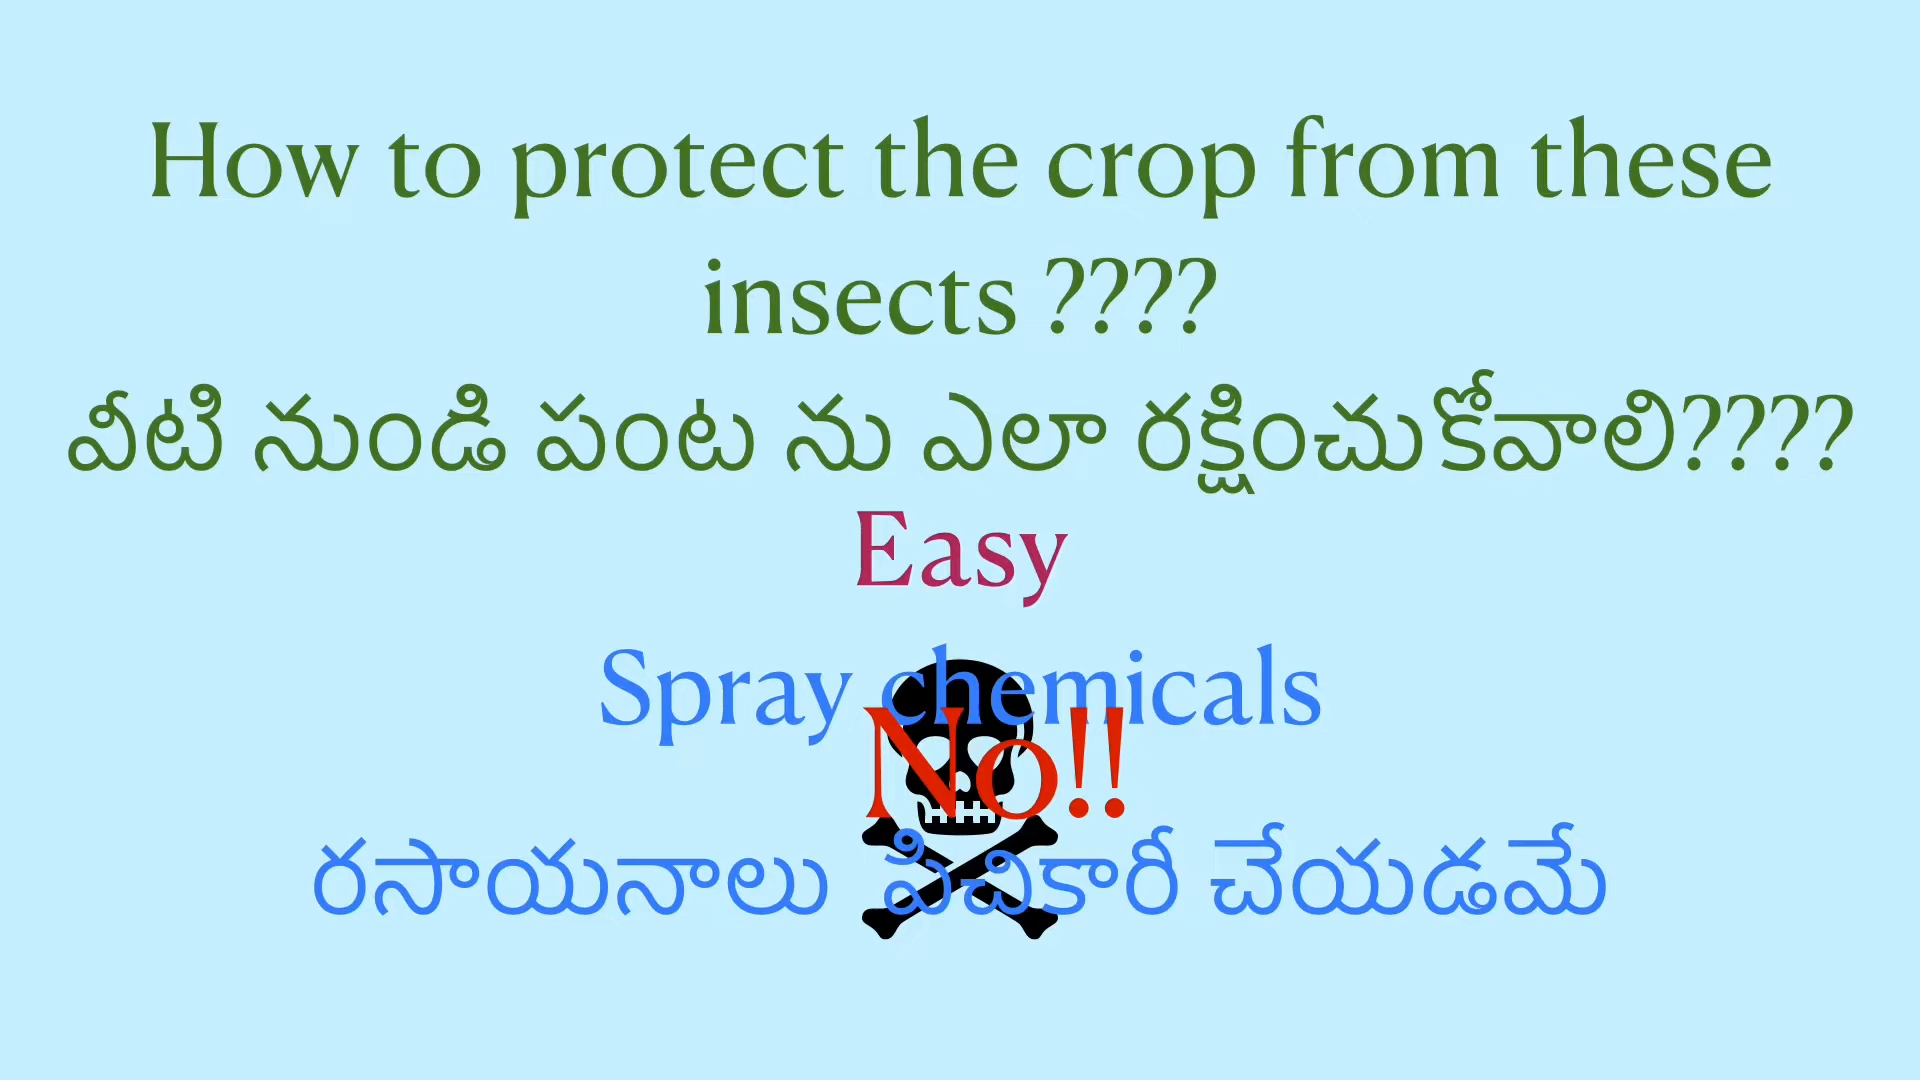 How to protect the crop from these
insects ????
వీటి నుండి పంట ను ఎలా రక్షించుకోవాలి????
Easy
Spray chemicals
No!!
రసాయనాలు పిచికారీ చేయడమే